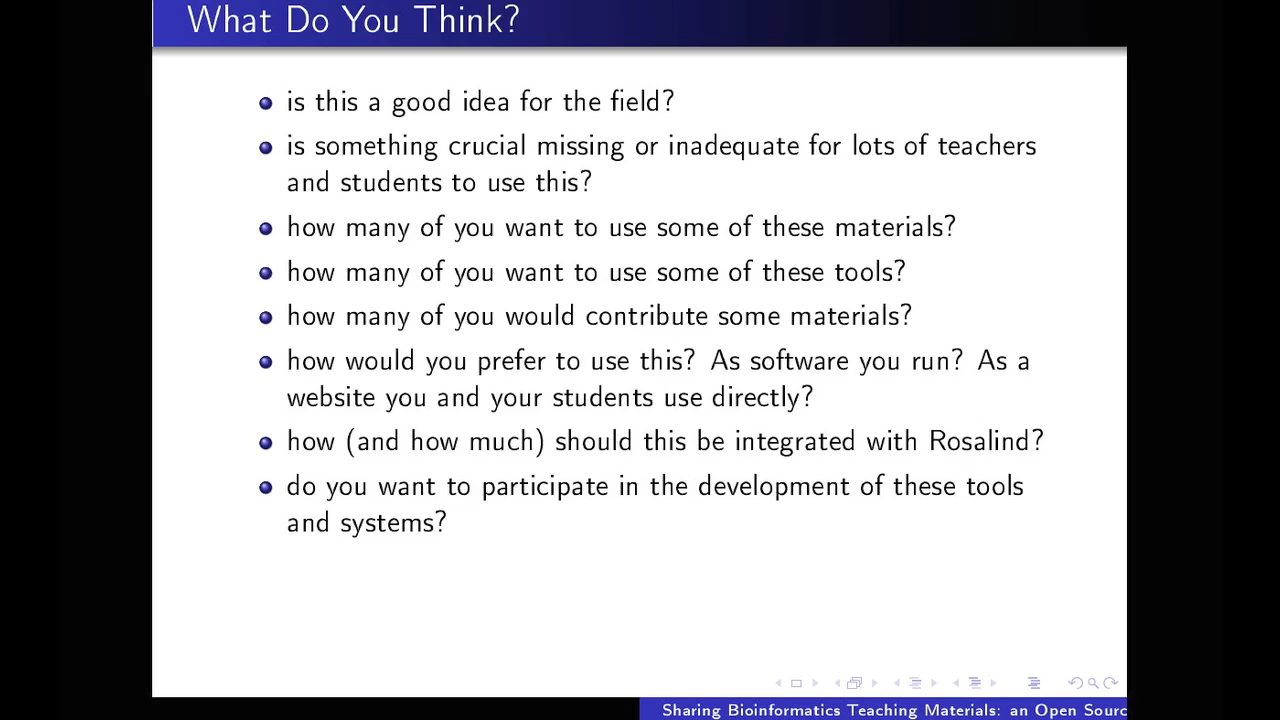 What Do You Think?
is this a good idea for the field?
is something crucial missing or inadequate for lots of teachers
and students to use this?
how many of you want to use some of these materials?
how many of you want to use some of these tools?
how many of you would contribute some materials?
how would you prefer to use this? As software you run? As a
website you and your students use directly?
how (and how much) should this be integrated with Rosalind?
do you want to participate in the development of these tools
and systems?
Sharing Bioinformatics Teaching Materials: an Open Sourc